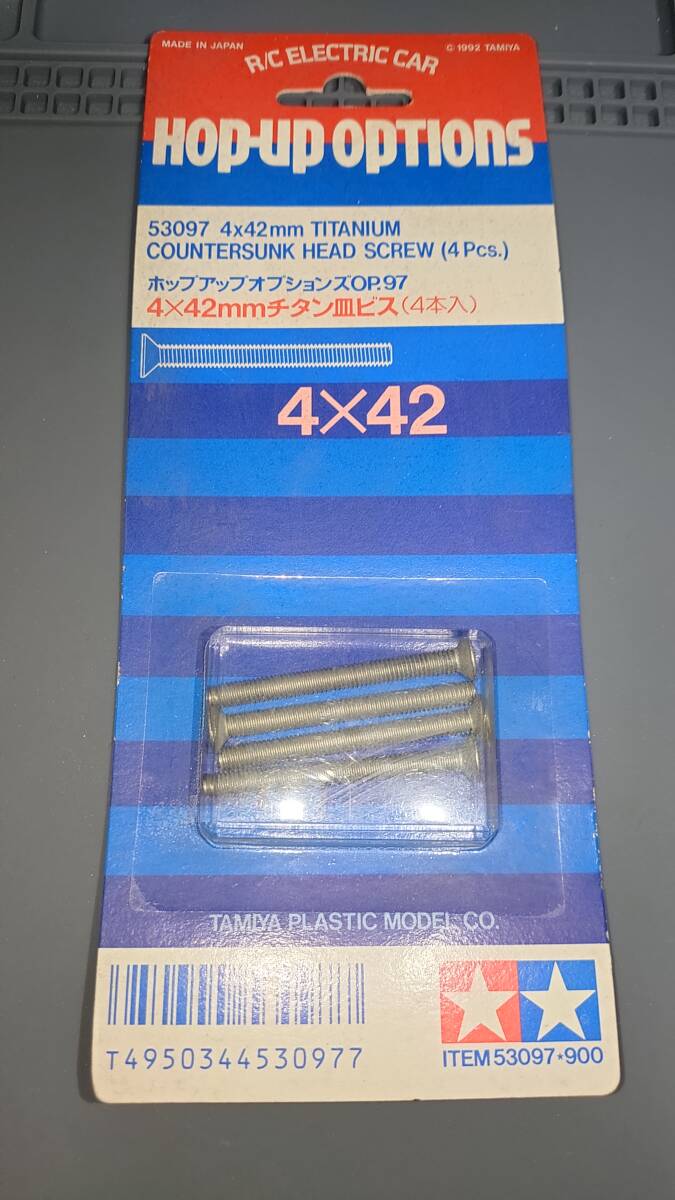 MADE IN JAPAN
© 1992 TAMIYA
R/C ELECTRIC CAR
HOP-UP OPTIONS
53097 4x42mm TITANIUM
COUNTERSUNK HEAD SCREW (4 Pcs.)
ホップアップオプションズOP.97
4×42mmチタン皿ビス(4本入)
4×42
TAMIYA PLASTIC MODEL CO.
T4950344530977
ITEM 53097★900